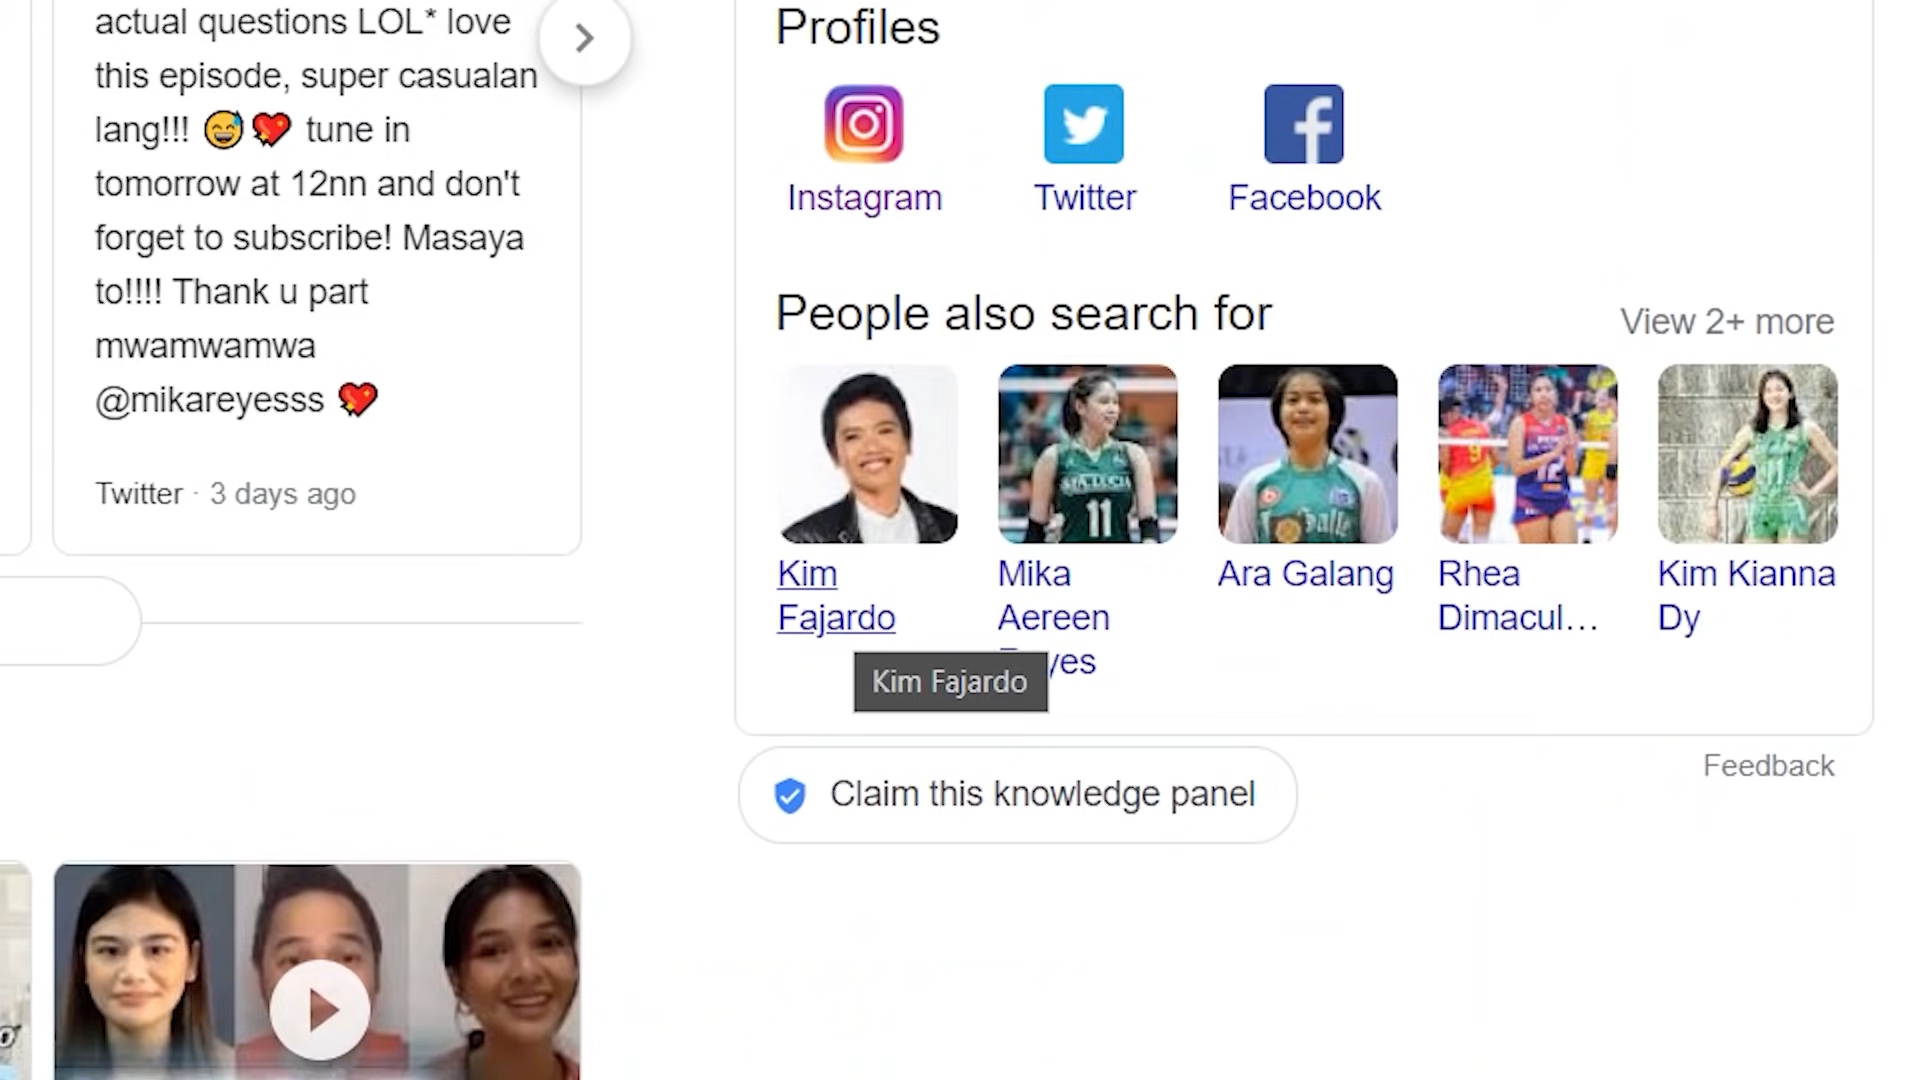 actual questions LOL* love
this episode, super casualan
lang!!! 😅💖 tune in
tomorrow at 12nn and don't
forget to subscribe! Masaya
to!!!! Thank u part
mwamwamwa
@mikareyesss 💖
Twitter · 3 days ago
Profiles
Instagram
Twitter
Facebook
People also search for
View 2+ more
11
12
Kim
Fajardo
Mika
Aereen
yes
Ara Galang
Rhea
Dimacul...
Kim Kianna
Dy
Kim Fajardo
Feedback
Claim this knowledge panel